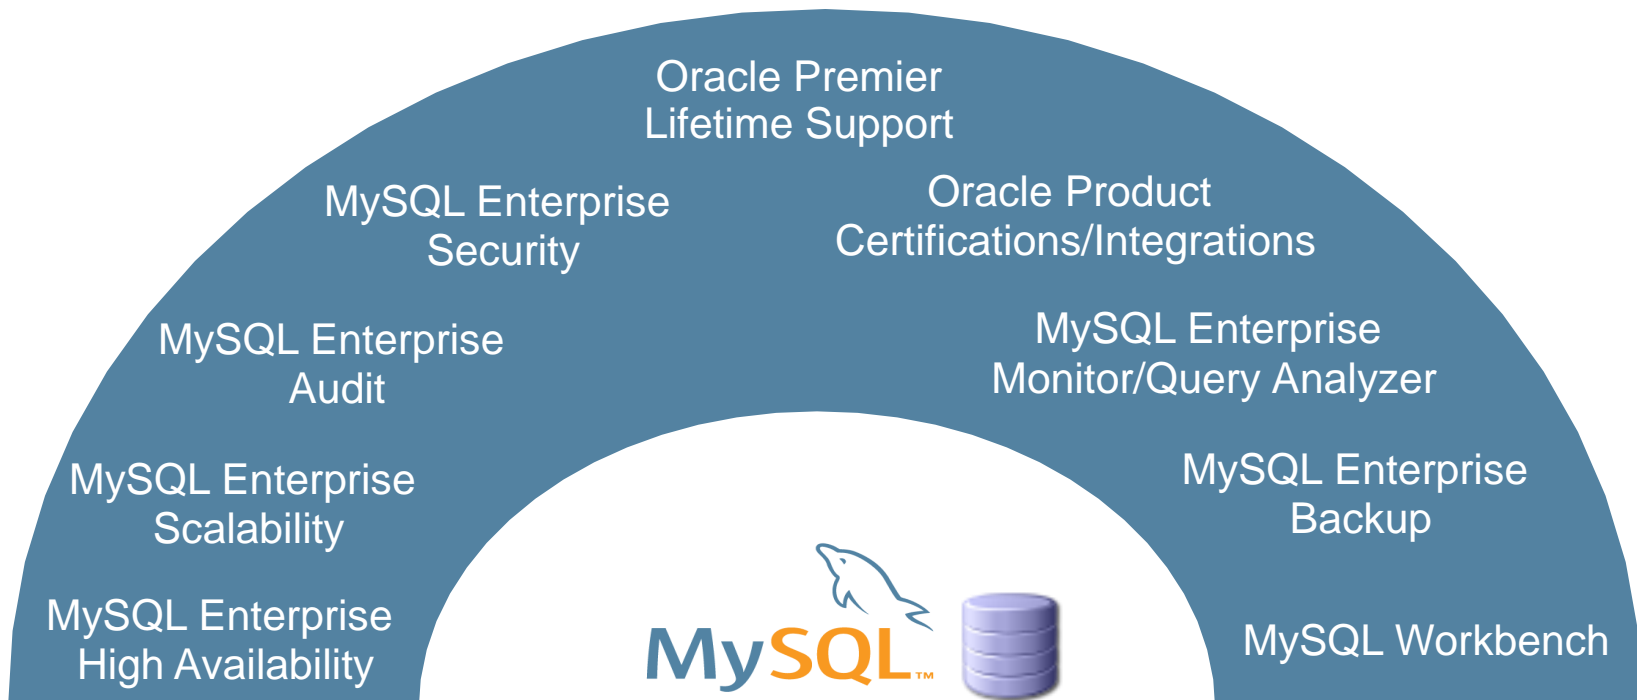 Oracle Premier
Lifetime Support
MySQL Enterprise
Security
Oracle Product
Certifications/Integrations
MySQL Enterprise
Audit
MySQL Enterprise
Monitor/Query Analyzer
MySQL Enterprise
Scalability
MySQL Enterprise
Backup
MySQL Enterprise
High Availability
MySQL™
MySQL Workbench